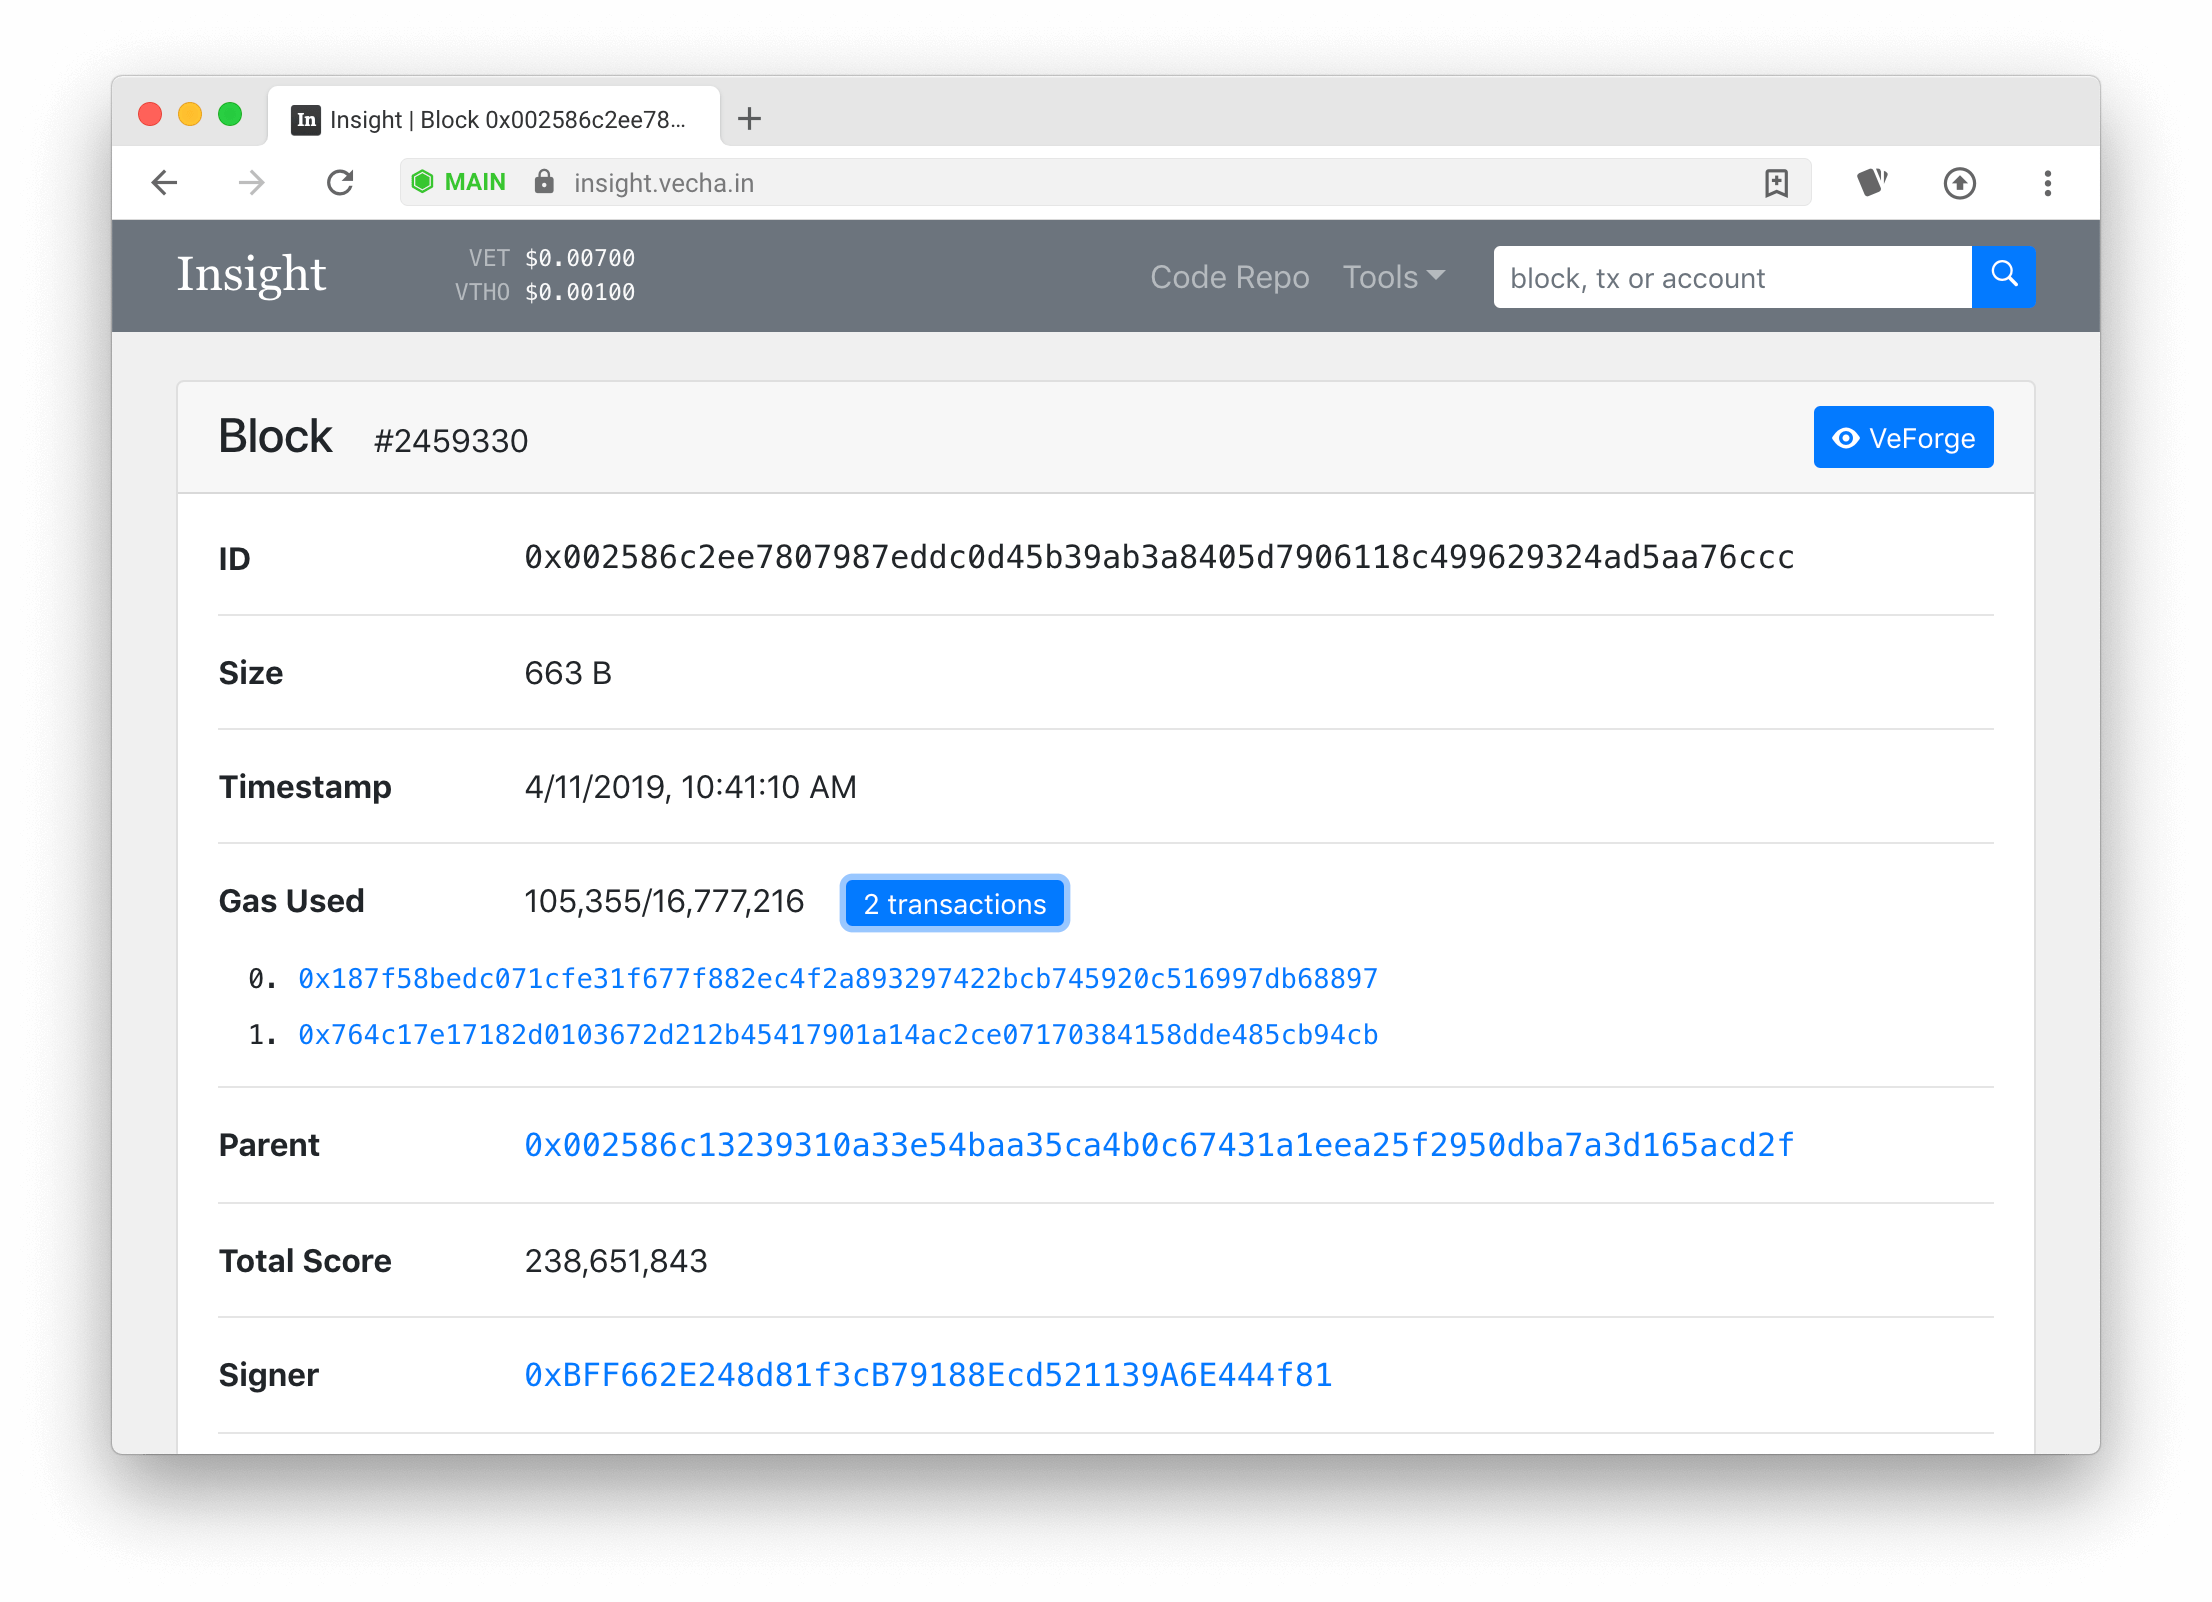 In Insight | Block 0x002586c2ee78...
MAIN insight.vecha.in
Insight
VET $0.00700
VTHO $0.00100
Code Repo Tools block, tx or account
Block #2459330 VeForge
ID 0x002586c2ee7807987eddc0d45b39ab3a8405d7906118c499629324ad5aa76ccc
Size 663 B
Timestamp 4/11/2019, 10:41:10 AM
Gas Used 105,355/16,777,216 2 transactions
0. 0x187f58bedc071cfe31f677f882ec4f2a893297422bcb745920c516997db68897
1. 0x764c17e17182d0103672d212b45417901a14ac2ce07170384158dde485cb94cb
Parent 0x002586c13239310a33e54baa35ca4b0c67431a1eea25f2950dba7a3d165acd2f
Total Score 238,651,843
Signer 0xBFF662E248d81f3cB79188Ecd521139A6E444f81